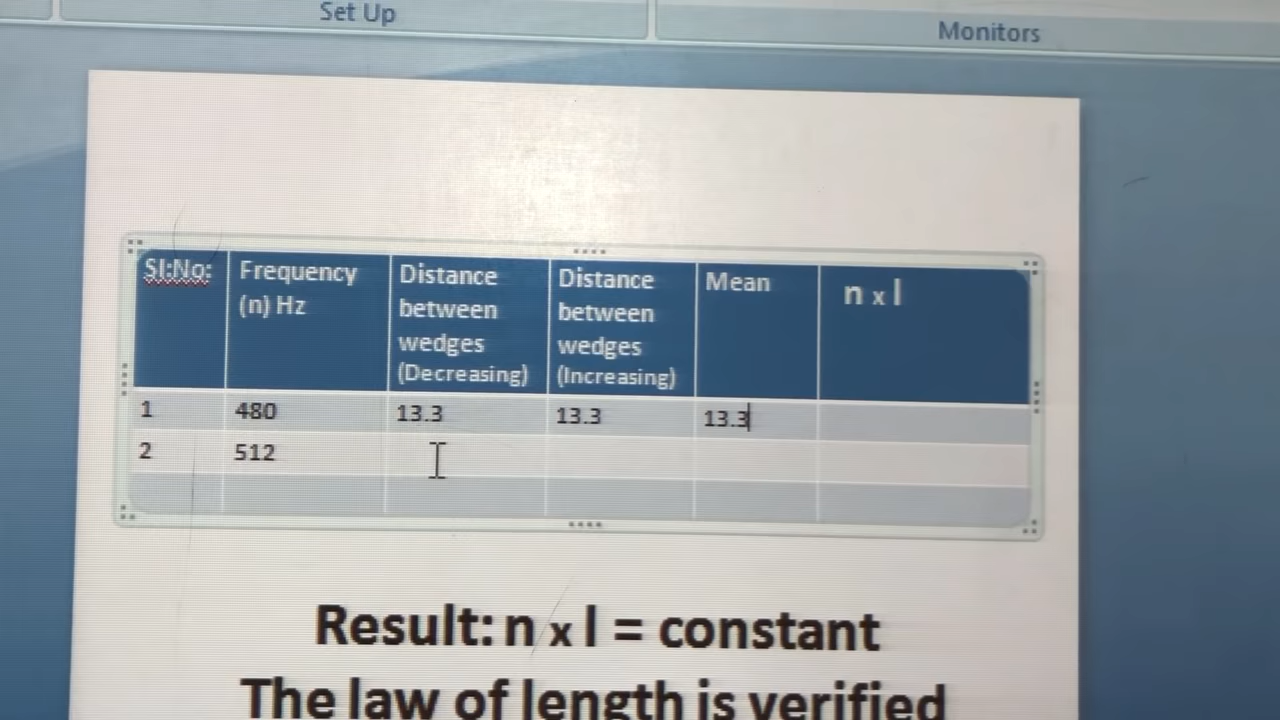 Set Up
Monitors
Sl:No:
Frequency
(n) Hz
Distance
between
wedges
(Decreasing)
Distance
between
wedges
(Increasing)
Mean
n x l
1
480
13.3
13.3
13.3
2
512
Result: n x l = constant
The law of length is verified